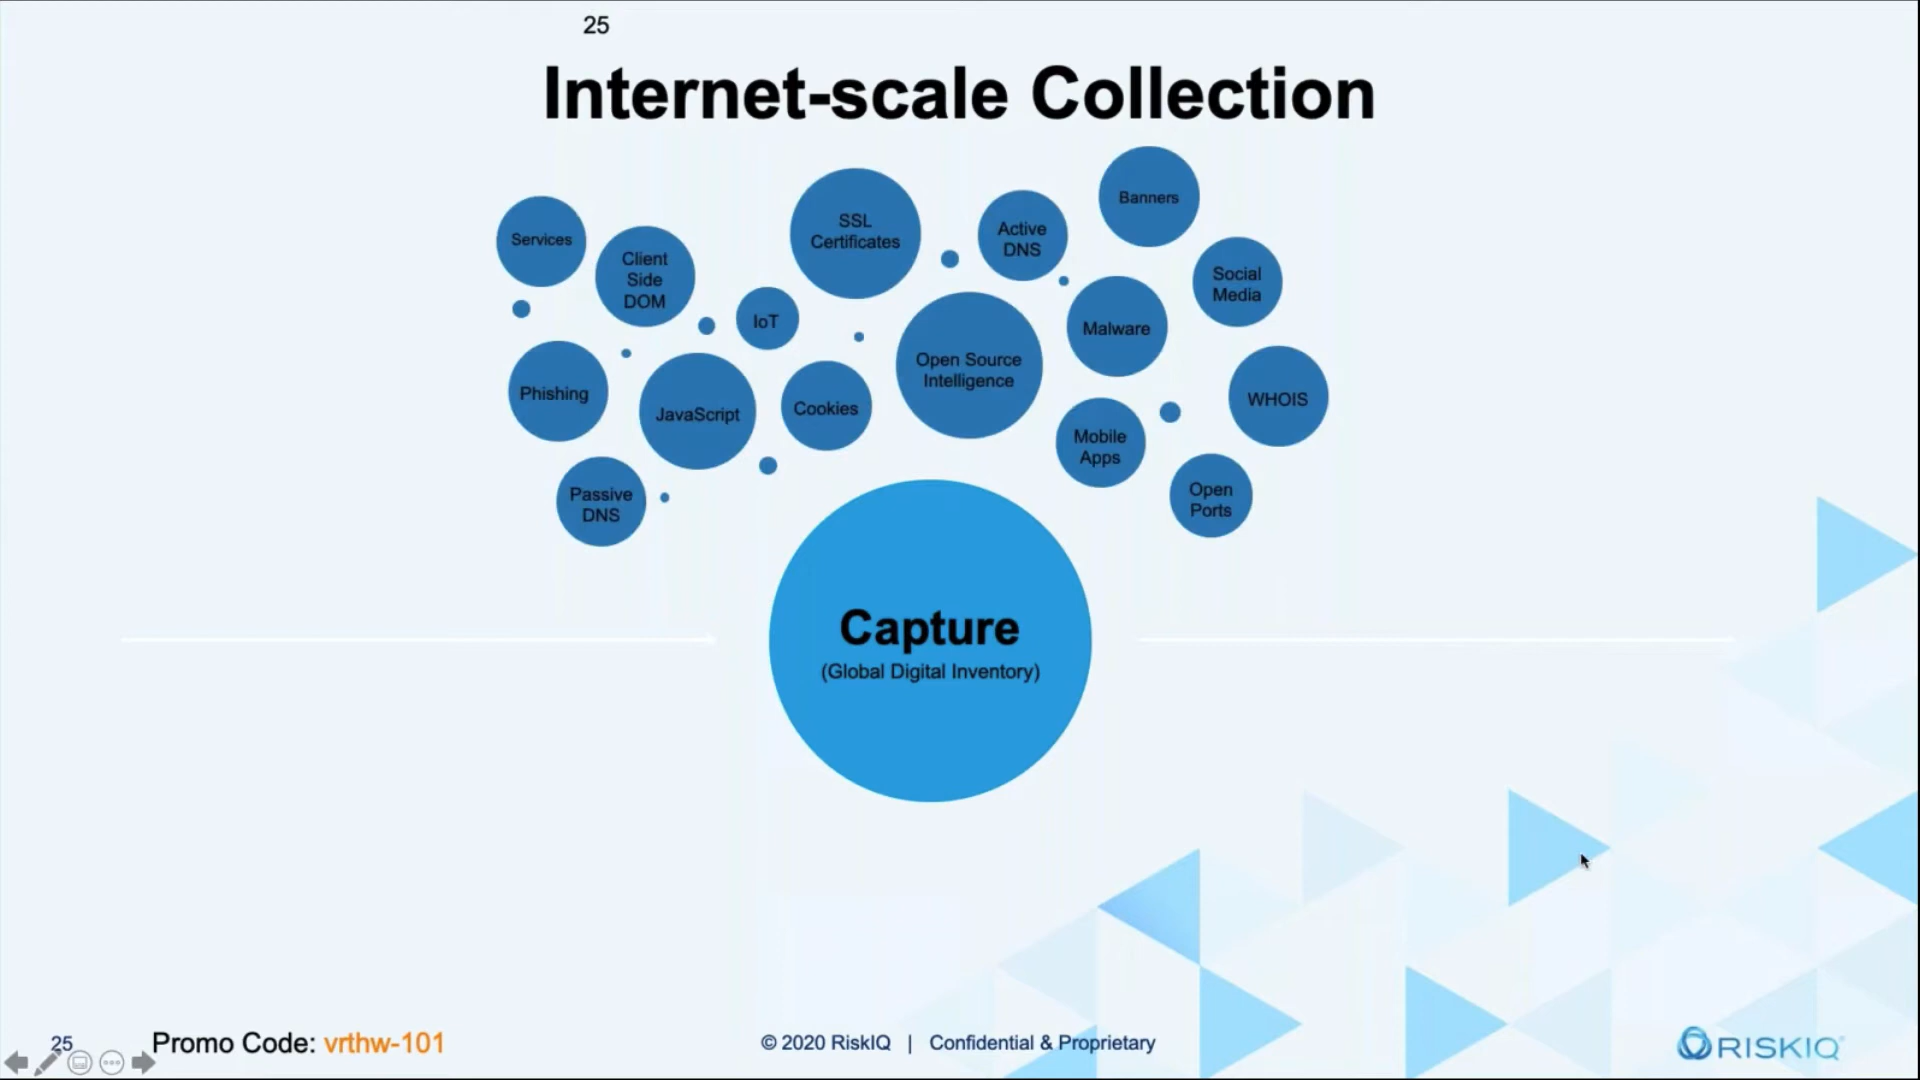 25
Internet-scale Collection
Banners
Services
SSL
Certificates
Active
DNS
Client
Side
DOM
Social
Media
IoT
Malware
Open Source
Intelligence
Phishing
JavaScript
Cookies
WHOIS
Mobile
Apps
Passive
DNS
Open
Ports
Capture
(Global Digital Inventory)
25
Promo Code: vrthw-101
© 2020 RiskIQ | Confidential & Proprietary
RISKIQ